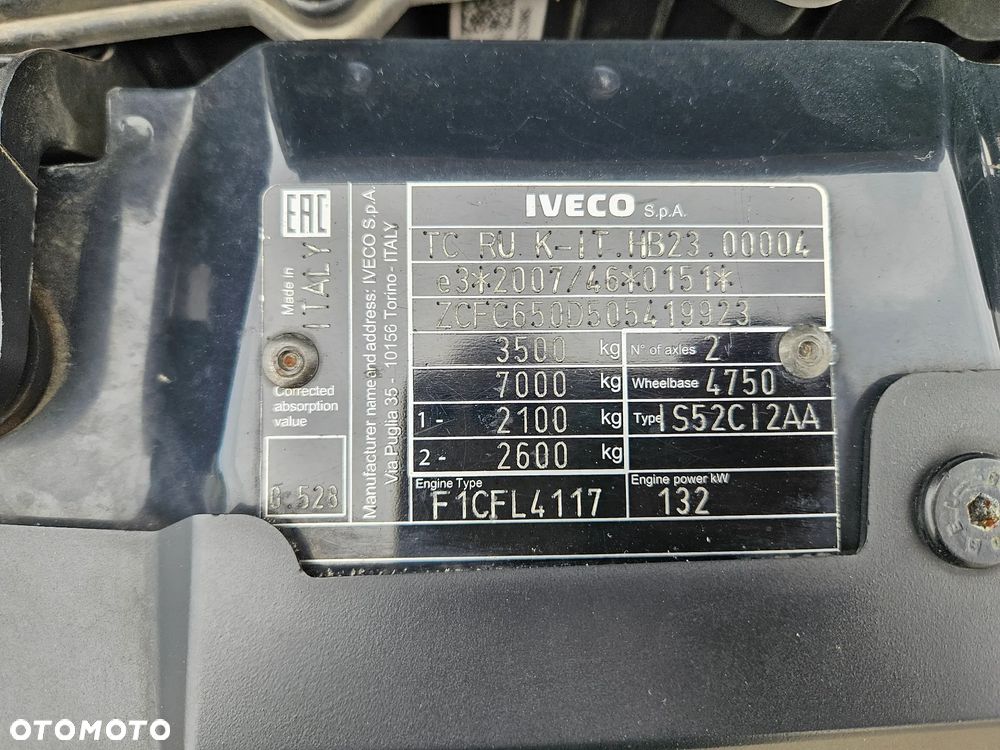 EAC
Made in
ITALY
Corrected
absorption
value
0.528
Manufacturer name and address: IVECO S.p.A.
Via Puglia 35 - 10156 Torino - ITALY
IVECO S.p.A.
TC RU K-IT.HB23.00004
e3*2007/46*0151*
ZCFC650D505419923
3500 kg N° of axles 2
7000 kg Wheelbase 4750
1- 2100 kg Type IS52CI2AA
2- 2600 kg
Engine Type Engine power kW
F1CFL4117 132
OTOMOTO